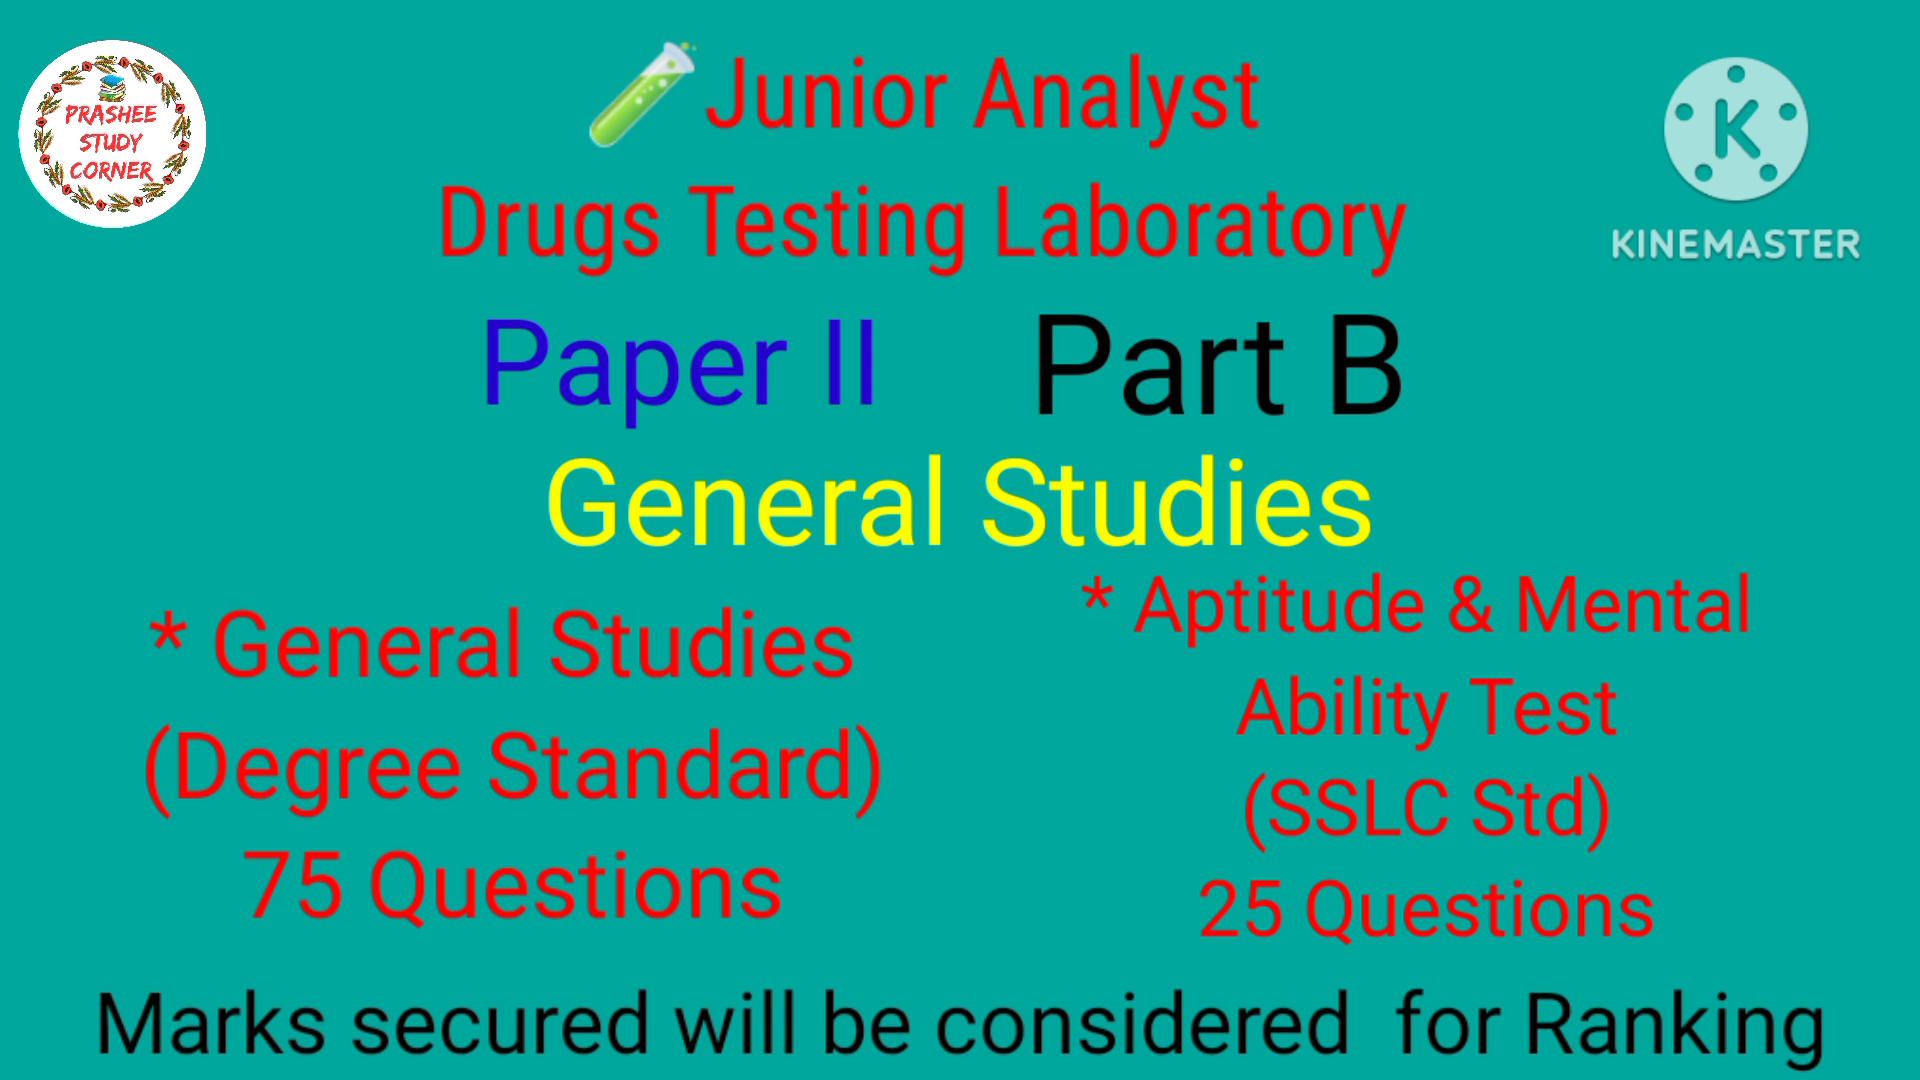 PRASHEE
STUDY
CORNER
Junior Analyst
Drugs Testing Laboratory
K
KINEMASTER
Paper II Part B
General Studies
* General Studies
(Degree Standard)
75 Questions
* Aptitude & Mental
Ability Test
(SSLC Std)
25 Questions
Marks secured will be considered for Ranking